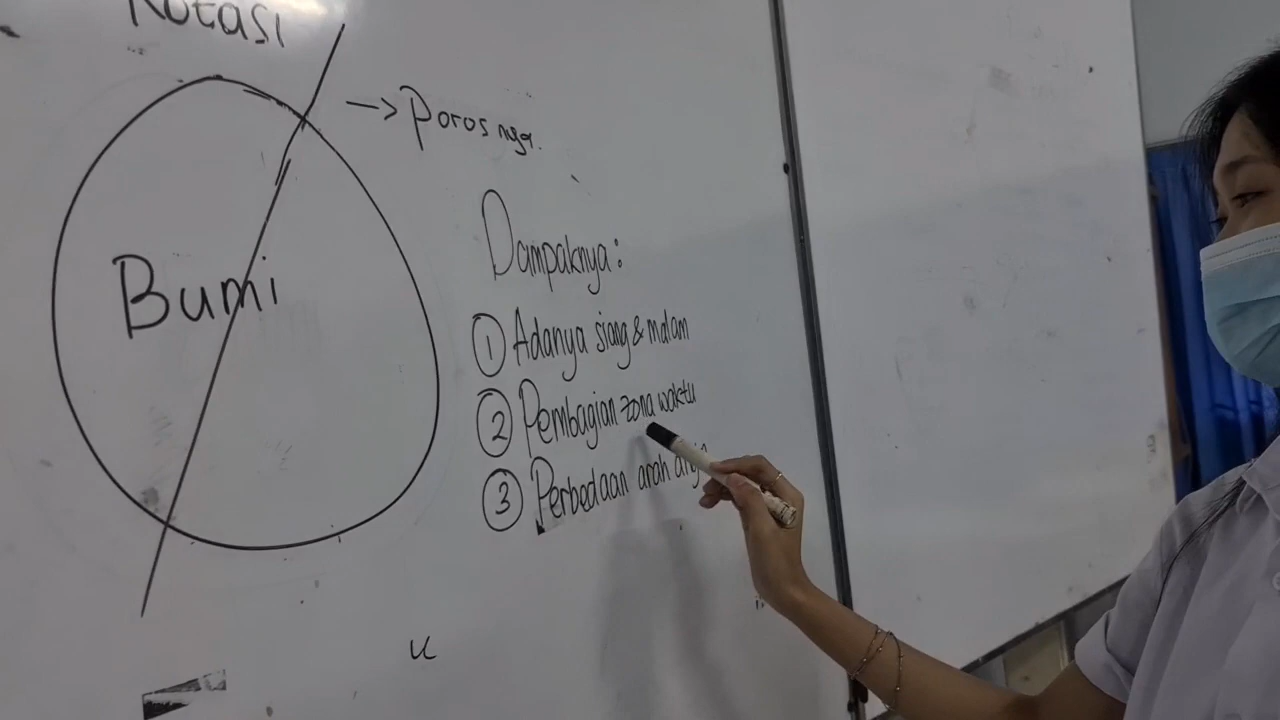 Rotasi
→ Poros nya.
Bumi
Dampaknya:
① Adanya siang & malam
② Pembagian zona waktu
③ Perbedaan arah
u